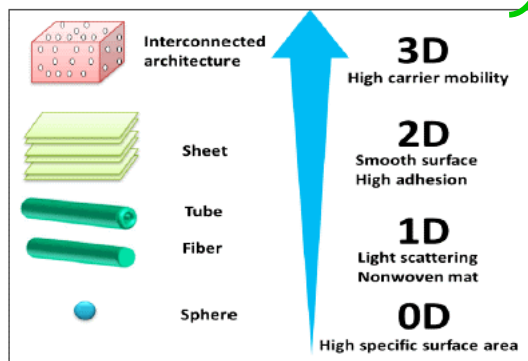 Interconnected
architecture
3D
High carrier mobility
Sheet
2D
Smooth surface
High adhesion
Tube
Fiber
1D
Light scattering
Nonwoven mat
Sphere
0D
High specific surface area